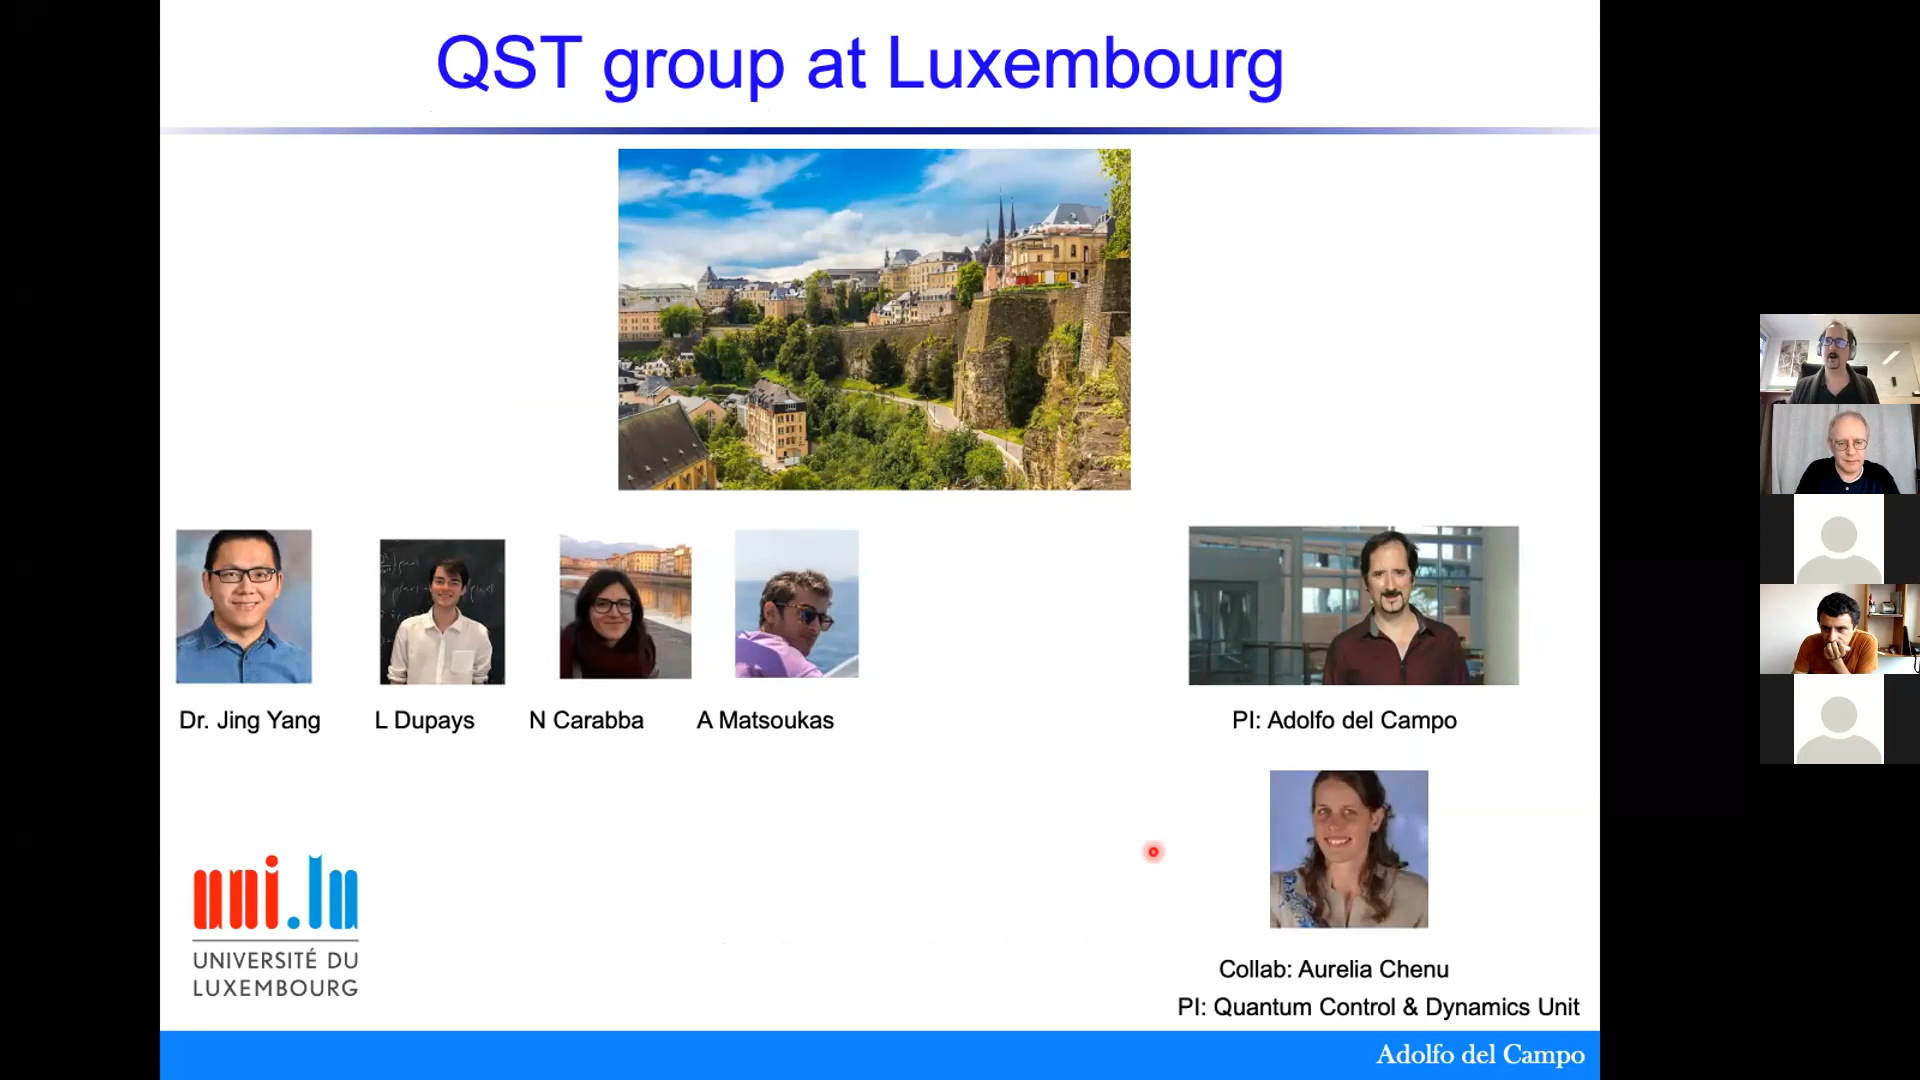 QST group at Luxembourg
Dr. Jing Yang
L Dupays
N Carabba
A Matsoukas
PI: Adolfo del Campo
Collab: Aurelia Chenu
PI: Quantum Control & Dynamics Unit
uni.lu
UNIVERSITÉ DU
LUXEMBOURG
Adolfo del Campo